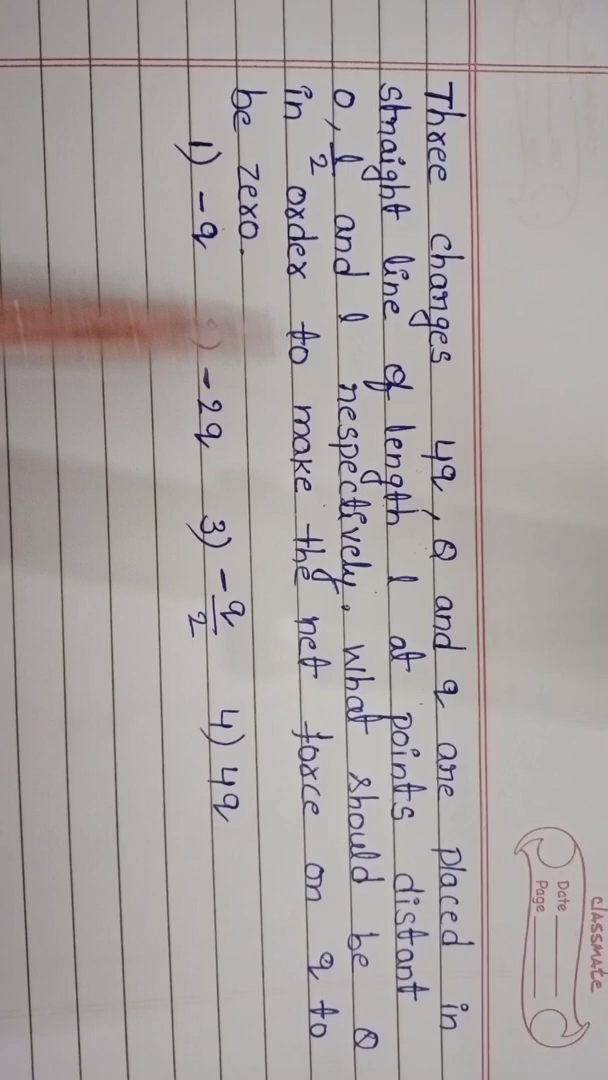 classmate
Date
Page
Three charges 4q, Q and q are placed in
straight line of length l at points distant
0, l/2 and l respectively. What should be Q
in order to make the net force on q to
be zero.
1) -q 2) -2q 3) -q/2 4) 4q